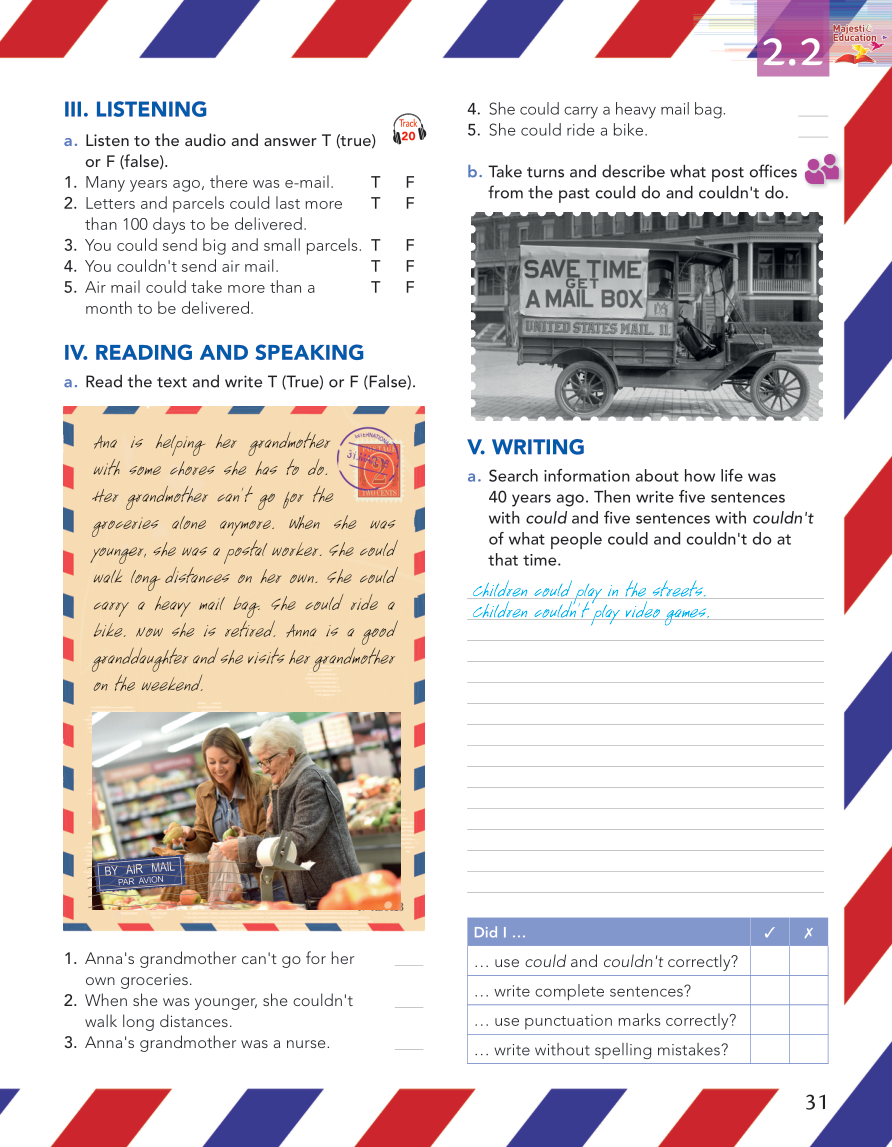 2.2
Majestic
Education
III. LISTENING
Track
20
a. Listen to the audio and answer T (true)
or F (false).
1. Many years ago, there was e-mail. T F
2. Letters and parcels could last more T F
than 100 days to be delivered.
3. You could send big and small parcels. T F
4. You couldn't send air mail. T F
5. Air mail could take more than a T F
month to be delivered.
IV. READING AND SPEAKING
a. Read the text and write T (True) or F (False).
Ana is helping her grandmother
with some chores she has to do.
Her grandmother can't go for the
groceries alone anymore. When she was
younger, she was a postal worker. She could
walk long distances on her own. She could
carry a heavy mail bag. She could ride a
bike. Now she is retired. Anna is a good
granddaughter and she visits her grandmother
on the weekend.
INTERNATIONAL
POSTAGE
2
TWO CENTS
BY AIR MAIL
PAR AVION
1. Anna's grandmother can't go for her
own groceries.
2. When she was younger, she couldn't
walk long distances.
3. Anna's grandmother was a nurse.
4. She could carry a heavy mail bag.
5. She could ride a bike.
b. Take turns and describe what post offices
from the past could do and couldn't do.
SAVE TIME
GET
A MAIL BOX
UNITED STATES MAIL. 11.
V. WRITING
a. Search information about how life was
40 years ago. Then write five sentences
with could and five sentences with couldn't
of what people could and couldn't do at
that time.
Children could play in the streets.
Children couldn't play video games.
Did I … ✓ ✗
… use could and couldn't correctly?
… write complete sentences?
… use punctuation marks correctly?
… write without spelling mistakes?
31